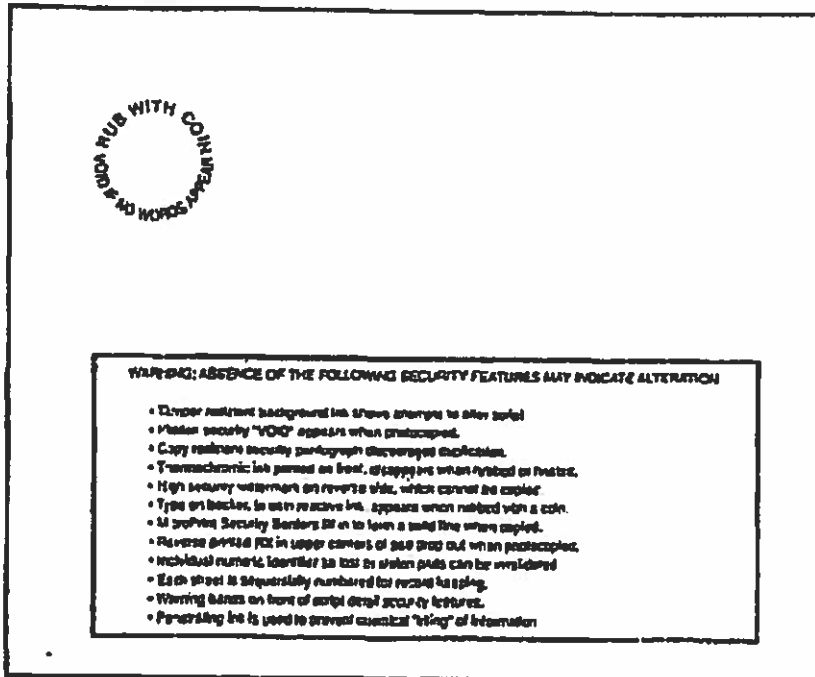 RUB WITH COIN
VOID IF NO WORDS APPEAR
WARNING: ABSENCE OF THE FOLLOWING SECURITY FEATURES MAY INDICATE ALTERATION
• Tamper resistant background ink shows attempts to alter script
• Hidden security "VOID" appears when photocopied.
• Copy resistant security pantograph discourages duplication.
• Thermochromic ink printed on front, disappears when rubbed or heated.
• High security watermark on reverse side, which cannot be copied
• Type on backer, in coin reactive ink, appears when rubbed with a coin.
• MicroPrint Security Borders fill in to form a solid line when copied.
• Reverse printed RX in upper corners of pad drop out when photocopied.
• Individual numeric identifier so lost or stolen pads can be invalidated
• Each sheet is sequentially numbered for record keeping.
• Warning bands on front of script detail security features.
• Penetrating ink is used to prevent chemical "lifting" of information